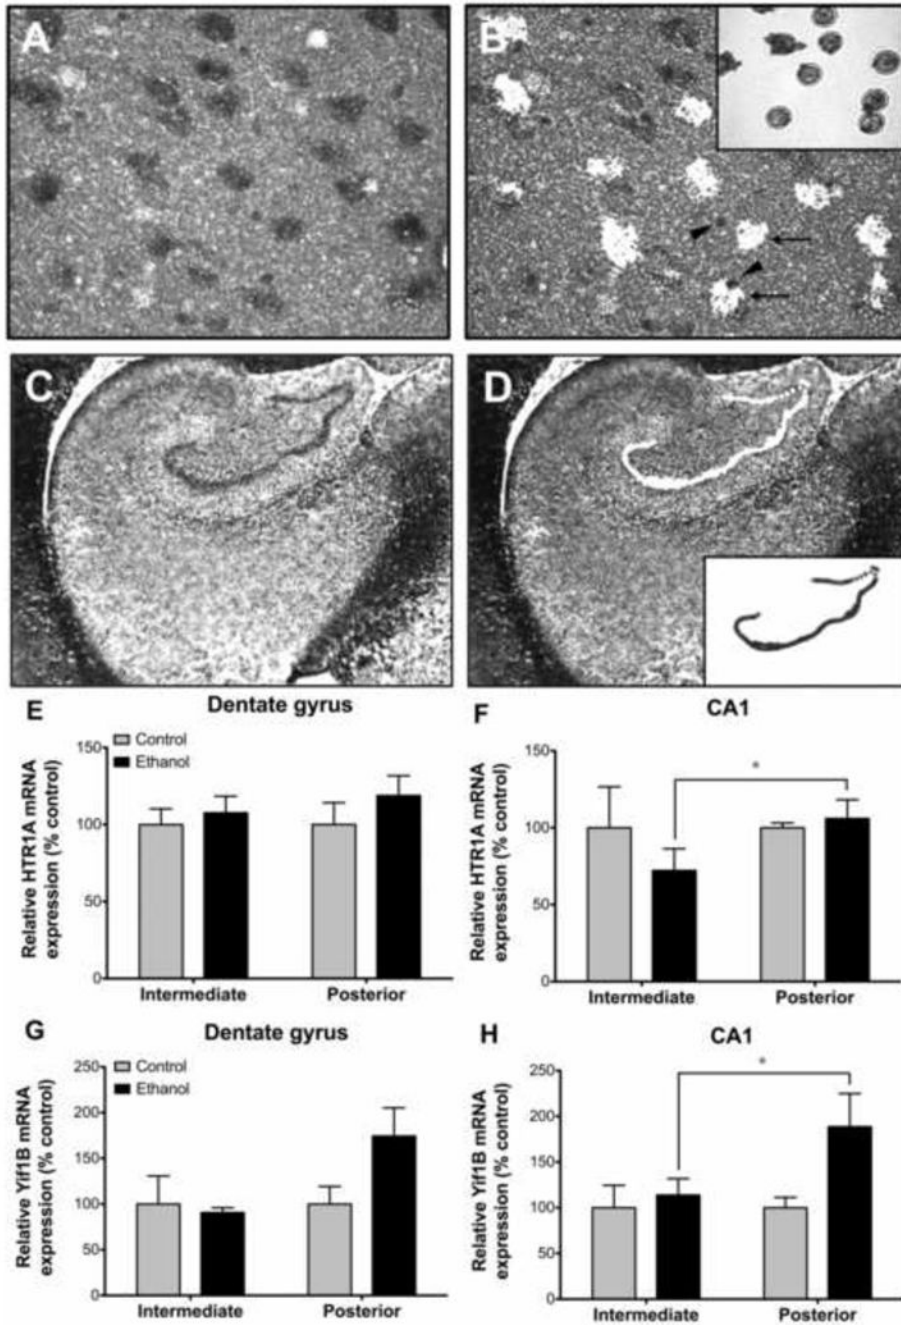 A
B
C
D
E
Dentate gyrus
Relative HTR1A mRNA
expression (% control)
150
100
50
0
Control
Ethanol
Intermediate
Posterior
F
CA1
Relative HTR1A mRNA
expression (% control)
150
100
50
0
*
Intermediate
Posterior
G
Dentate gyrus
Relative Yif1B mRNA
expression (% control)
250
200
150
100
50
0
Control
Ethanol
Intermediate
Posterior
H
CA1
Relative Yif1B mRNA
expression (% control)
250
200
150
100
50
0
*
Intermediate
Posterior